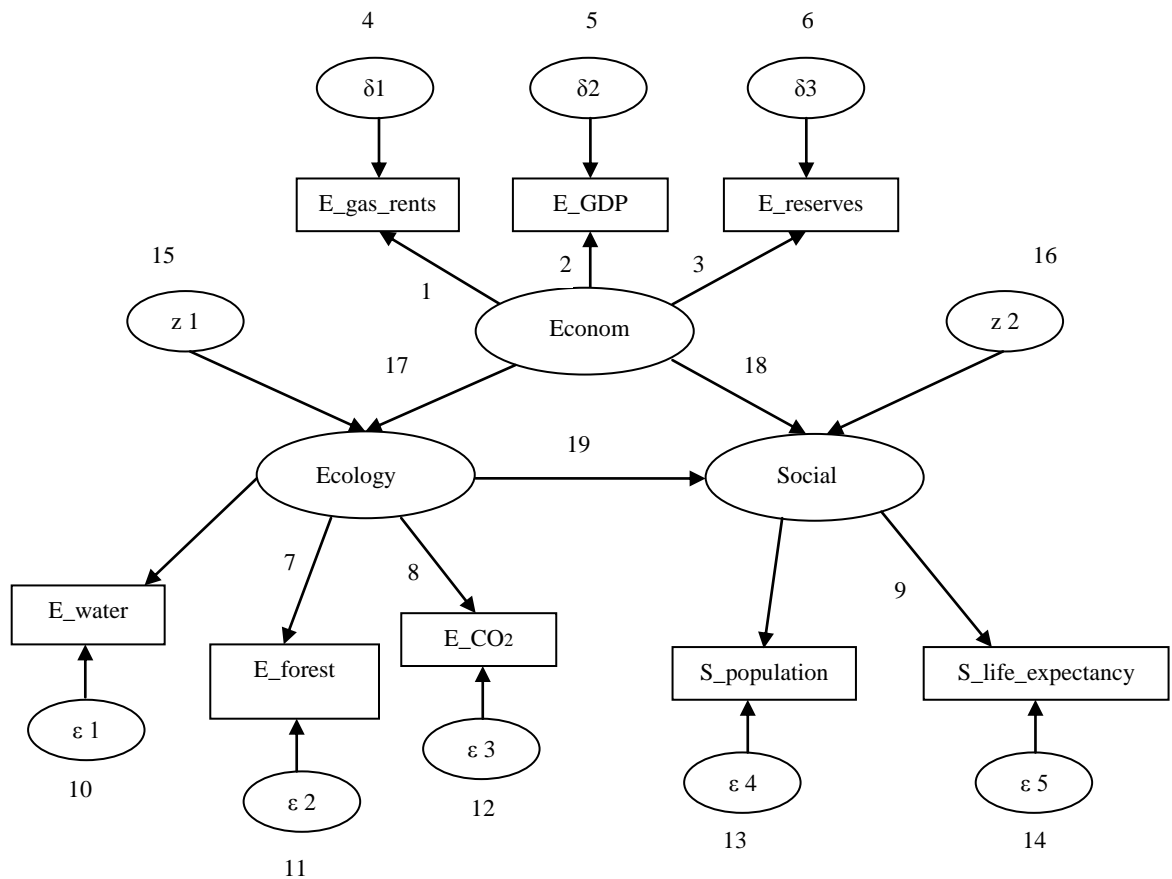 4
5
6
δ1
δ2
δ3
E_gas_rents
E_GDP
E_reserves
15
2
3
16
1
z 1
Econom
z 2
17
18
19
Ecology
Social
7
8
9
E_water
E_CO2
E_forest
S_population
S_life_expectancy
ε 1
ε 3
ε 2
ε 4
ε 5
10
12
13
14
11